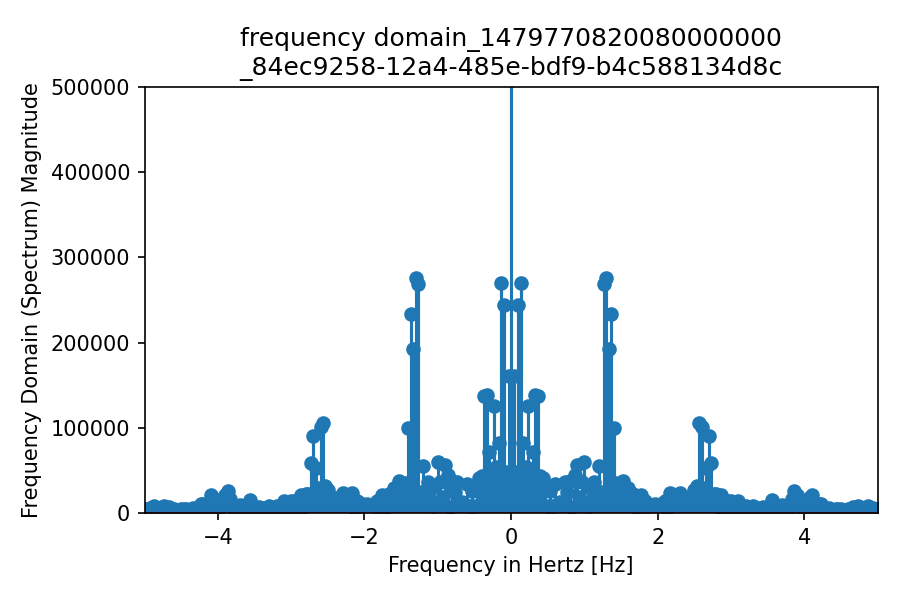 frequency domain_1479770820080000000
_84ec9258-12a4-485e-bdf9-b4c588134d8c
Frequency Domain (Spectrum) Magnitude
500000
400000
300000
200000
100000
0
−4
−2
0
2
4
Frequency in Hertz [Hz]